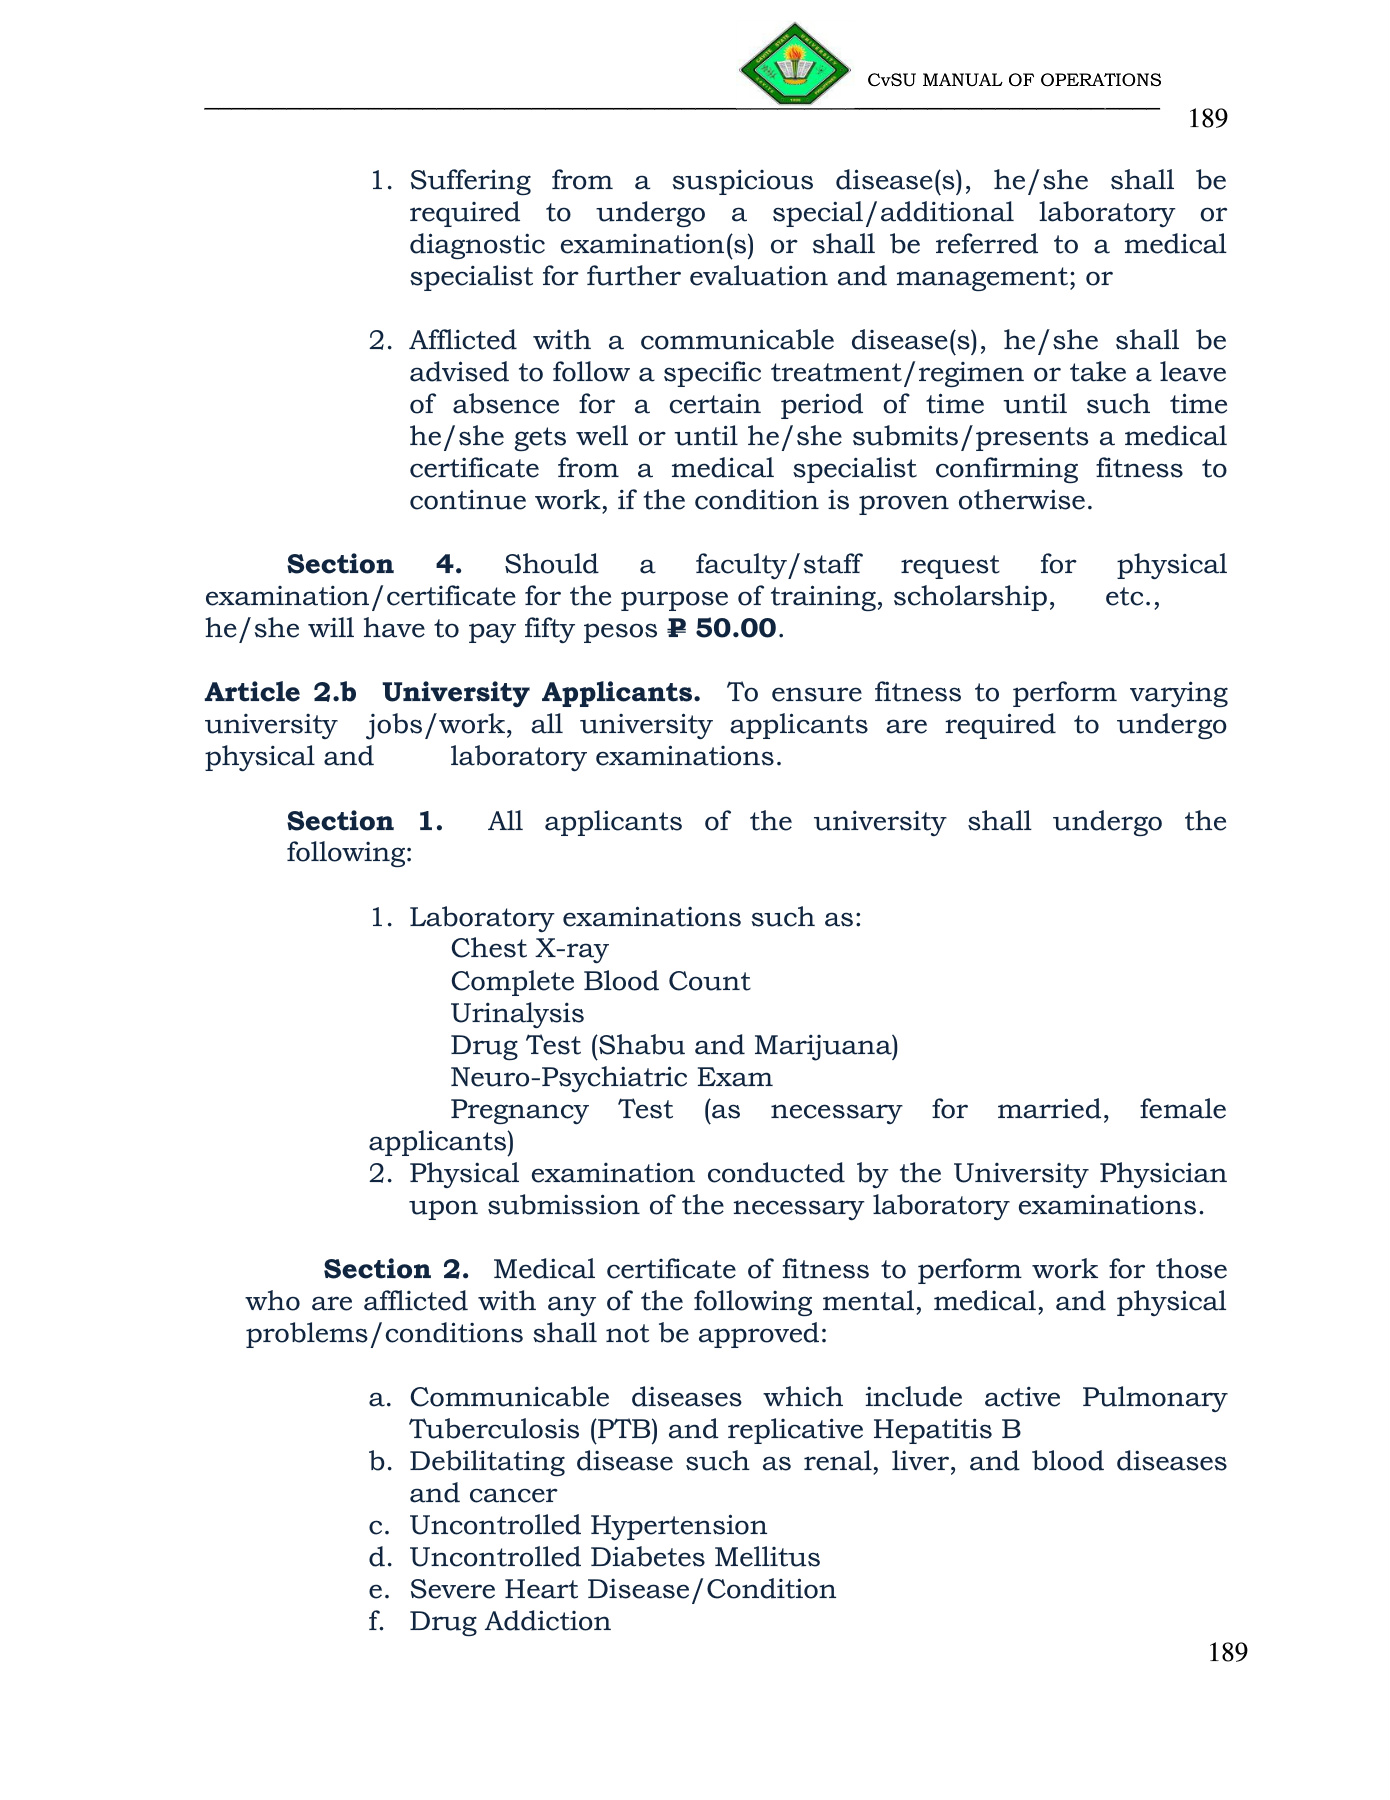 CvSU MANUAL OF OPERATIONS
189
1. Suffering from a suspicious disease(s), he/she shall be
required to undergo a special/additional laboratory or
diagnostic examination(s) or shall be referred to a medical
specialist for further evaluation and management; or
2. Afflicted with a communicable disease(s), he/she shall be
advised to follow a specific treatment/regimen or take a leave
of absence for a certain period of time until such time
he/she gets well or until he/she submits/presents a medical
certificate from a medical specialist confirming fitness to
continue work, if the condition is proven otherwise.
Section 4. Should a faculty/staff request for physical
examination/certificate for the purpose of training, scholarship, etc.,
he/she will have to pay fifty pesos ₱ 50.00.
Article 2.b University Applicants. To ensure fitness to perform varying
university jobs/work, all university applicants are required to undergo
physical and laboratory examinations.
Section 1. All applicants of the university shall undergo the
following:
1. Laboratory examinations such as:
Chest X-ray
Complete Blood Count
Urinalysis
Drug Test (Shabu and Marijuana)
Neuro-Psychiatric Exam
Pregnancy Test (as necessary for married, female
applicants)
2. Physical examination conducted by the University Physician
upon submission of the necessary laboratory examinations.
Section 2. Medical certificate of fitness to perform work for those
who are afflicted with any of the following mental, medical, and physical
problems/conditions shall not be approved:
a. Communicable diseases which include active Pulmonary
Tuberculosis (PTB) and replicative Hepatitis B
b. Debilitating disease such as renal, liver, and blood diseases
and cancer
c. Uncontrolled Hypertension
d. Uncontrolled Diabetes Mellitus
e. Severe Heart Disease/Condition
f. Drug Addiction
189